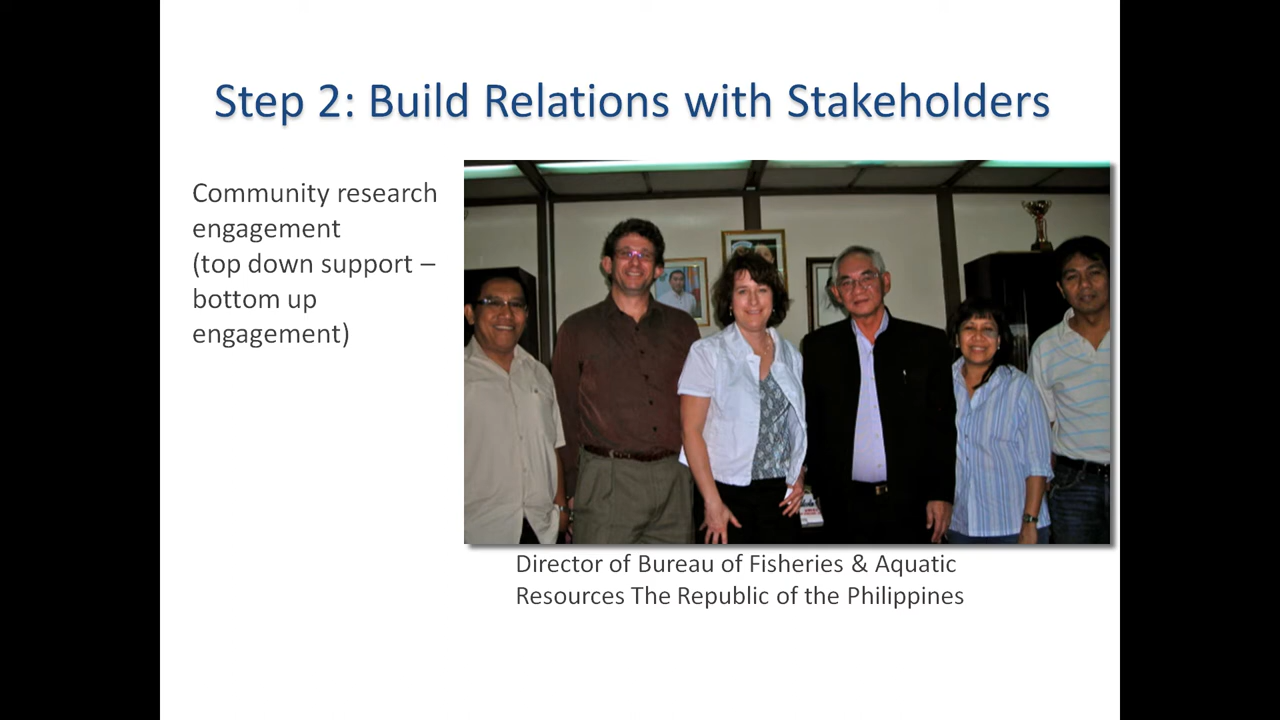 Step 2: Build Relations with Stakeholders
Community research
engagement
(top down support –
bottom up
engagement)
Director of Bureau of Fisheries & Aquatic
Resources The Republic of the Philippines